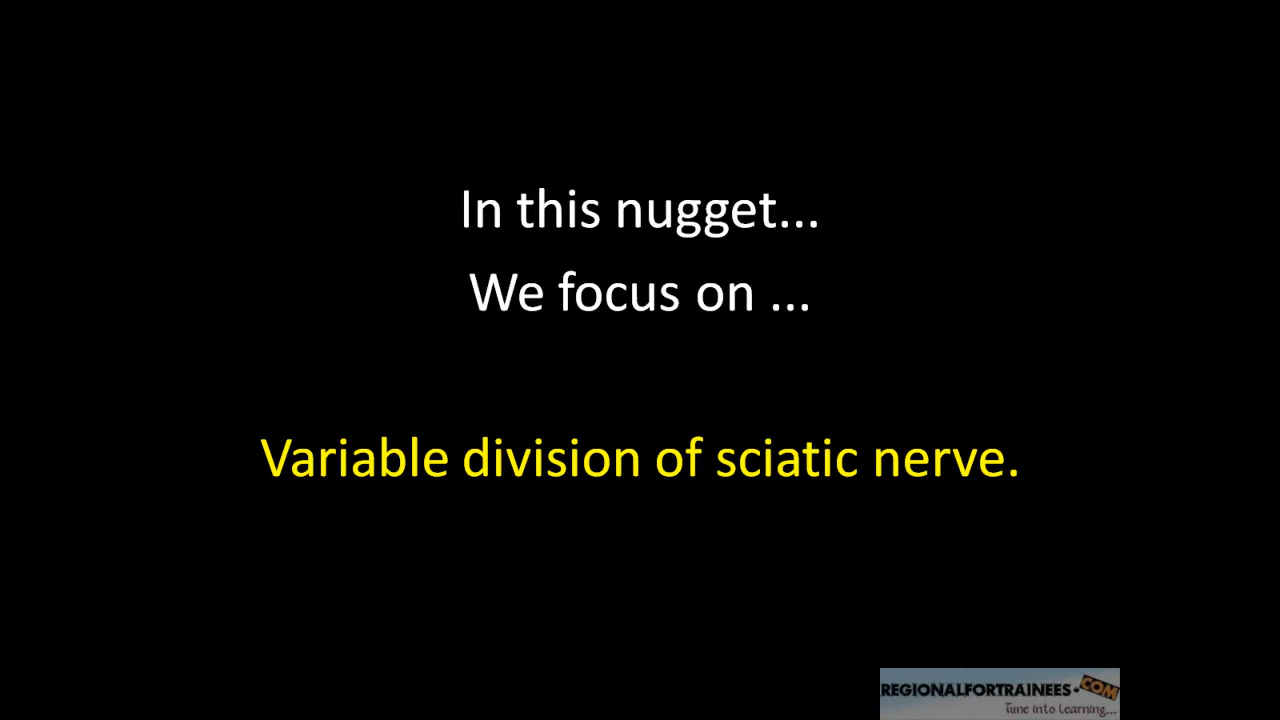 In this nugget...
We focus on ...
Variable division of sciatic nerve.
REGIONALFORTRAINEES.COM
Tune into Learning...